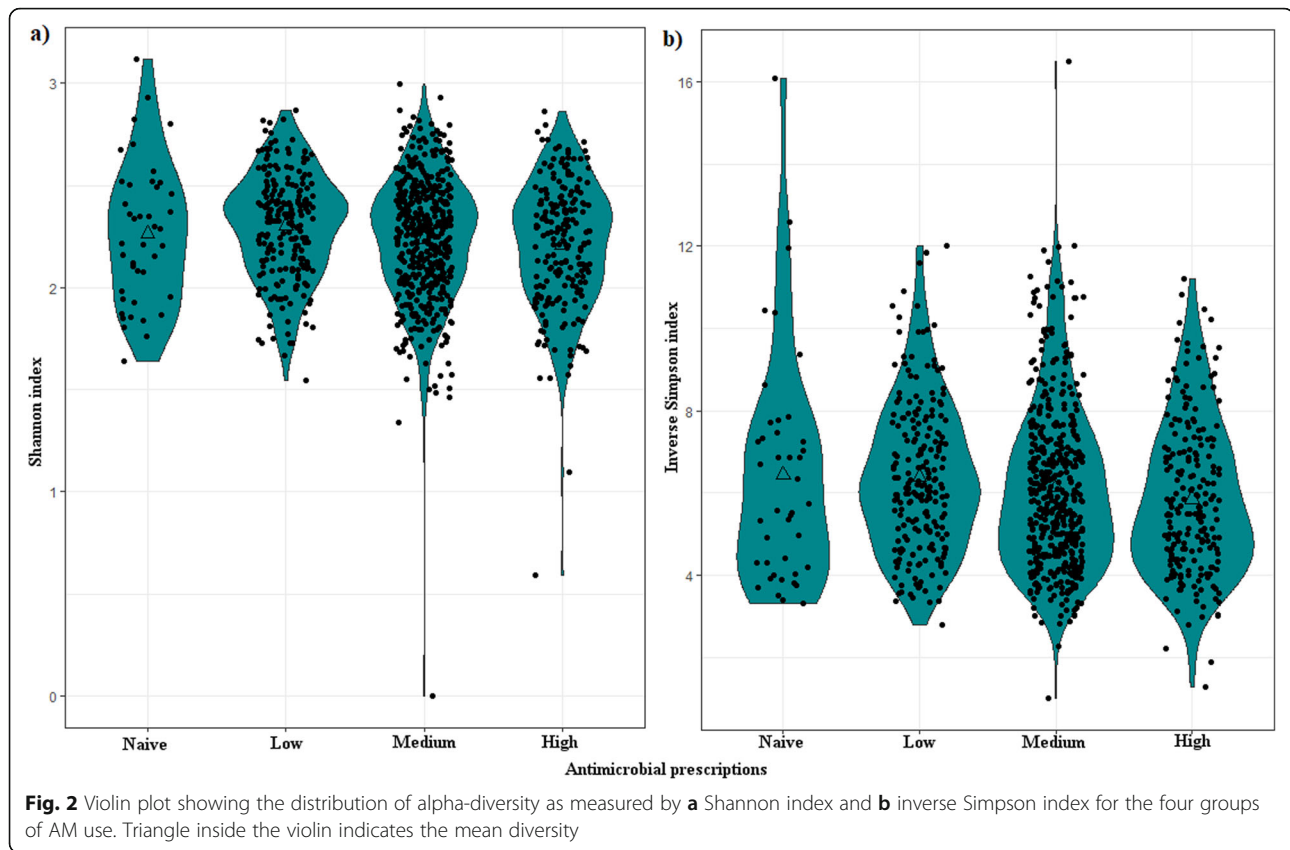 a)
3
2
1
0
Shannon index
Naive
Low
Medium
High
b)
16
12
8
4
Inverse Simpson index
Naive
Low
Medium
High
Antimicrobial prescriptions
Fig. 2 Violin plot showing the distribution of alpha-diversity as measured by a Shannon index and b inverse Simpson index for the four groups
of AM use. Triangle inside the violin indicates the mean diversity